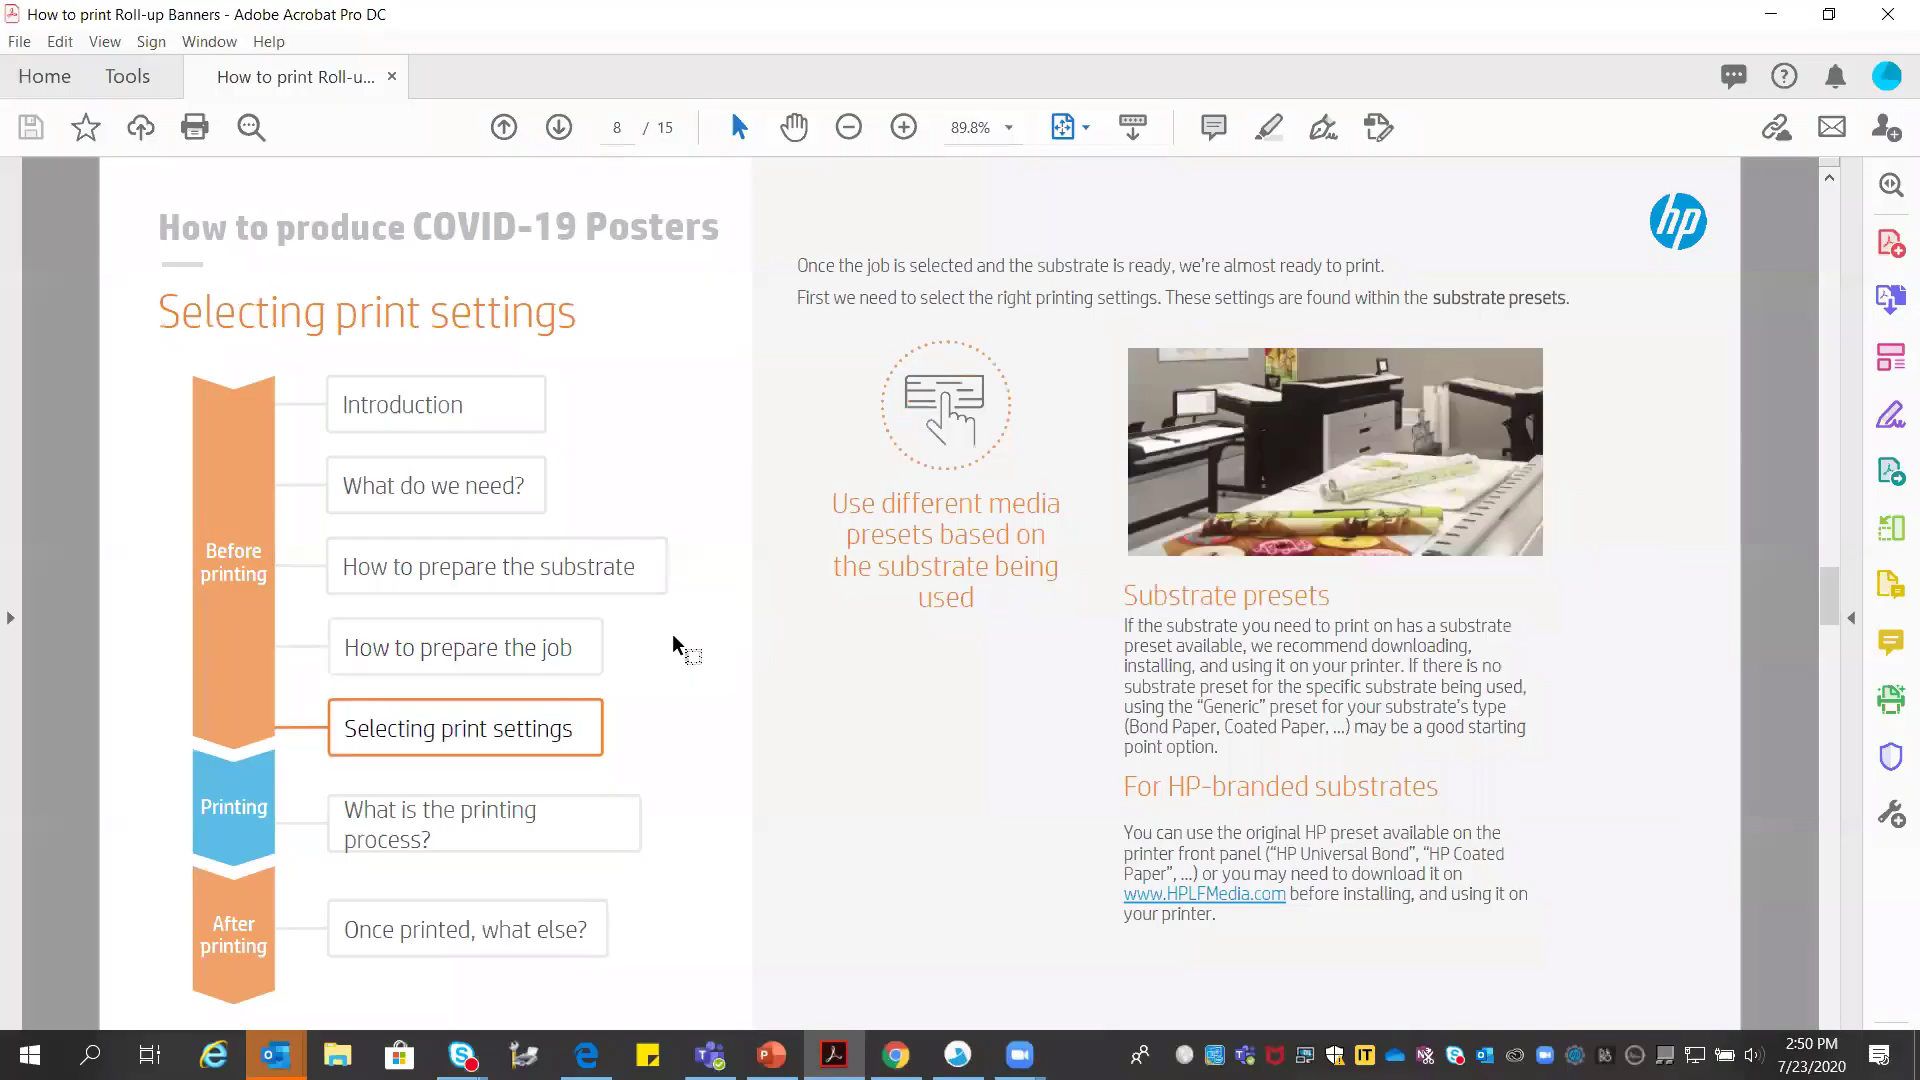 How to print Roll-up Banners - Adobe Acrobat Pro DC
File Edit View Sign Window Help
Home Tools How to print Roll-u... ×
8 / 15 89.8%
How to produce COVID-19 Posters
Selecting print settings
Before
printing
Introduction
What do we need?
How to prepare the substrate
How to prepare the job
Selecting print settings
Printing
What is the printing
process?
After
printing
Once printed, what else?
hp
Once the job is selected and the substrate is ready, we're almost ready to print.
First we need to select the right printing settings. These settings are found within the substrate presets.
Use different media
presets based on
the substrate being
used
Substrate presets
If the substrate you need to print on has a substrate
preset available, we recommend downloading,
installing, and using it on your printer. If there is no
substrate preset for the specific substrate being used,
using the “Generic” preset for your substrate's type
(Bond Paper, Coated Paper, ...) may be a good starting
point option.
For HP-branded substrates
You can use the original HP preset available on the
printer front panel (“HP Universal Bond”, “HP Coated
Paper”, ...) or you may need to download it on
www.HPLFMedia.com before installing, and using it on
your printer.
IT
2:50 PM
7/23/2020